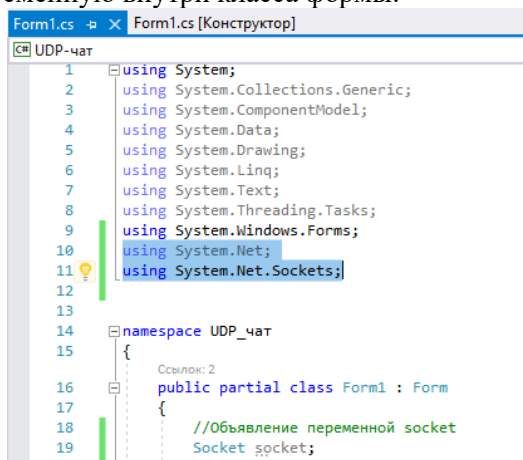 сменную внутри класса формы.
Form1.cs Form1.cs [Конструктор]
C# UDP-чат
1 using System;
2 using System.Collections.Generic;
3 using System.ComponentModel;
4 using System.Data;
5 using System.Drawing;
6 using System.Linq;
7 using System.Text;
8 using System.Threading.Tasks;
9 using System.Windows.Forms;
10 using System.Net;
11 using System.Net.Sockets;
12
13
14 namespace UDP_чат
15 {
Ссылок: 2
16 public partial class Form1 : Form
17 {
18 //Объявление переменной socket
19 Socket socket;